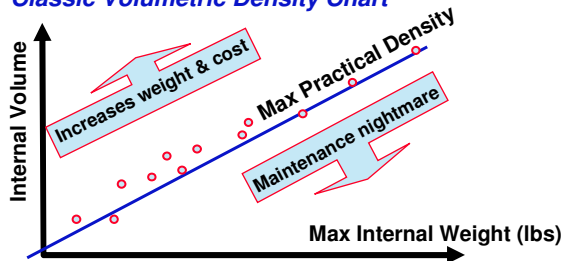 Classic Volumetric Density Chart
Increases weight & cost
Max Practical Density
Maintenance nightmare
Internal Volume
Max Internal Weight (lbs)